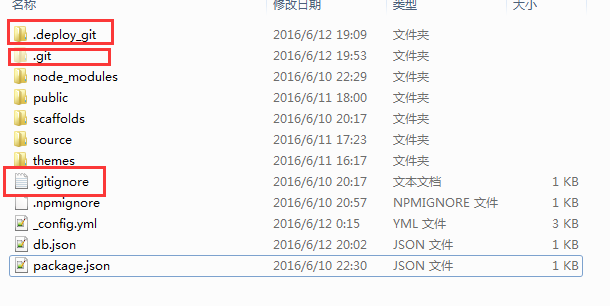 名称 修改日期 类型 大小
.deploy_git 2016/6/12 19:09 文件夹
.git 2016/6/12 19:53 文件夹
node_modules 2016/6/10 22:29 文件夹
public 2016/6/11 18:00 文件夹
scaffolds 2016/6/10 20:17 文件夹
source 2016/6/11 17:23 文件夹
themes 2016/6/11 16:17 文件夹
.gitignore 2016/6/10 20:17 文本文档 1 KB
.npmignore 2016/6/10 20:57 NPMIGNORE 文件 1 KB
_config.yml 2016/6/12 0:15 YML 文件 3 KB
db.json 2016/6/12 20:02 JSON 文件 1 KB
package.json 2016/6/10 22:30 JSON 文件 1 KB